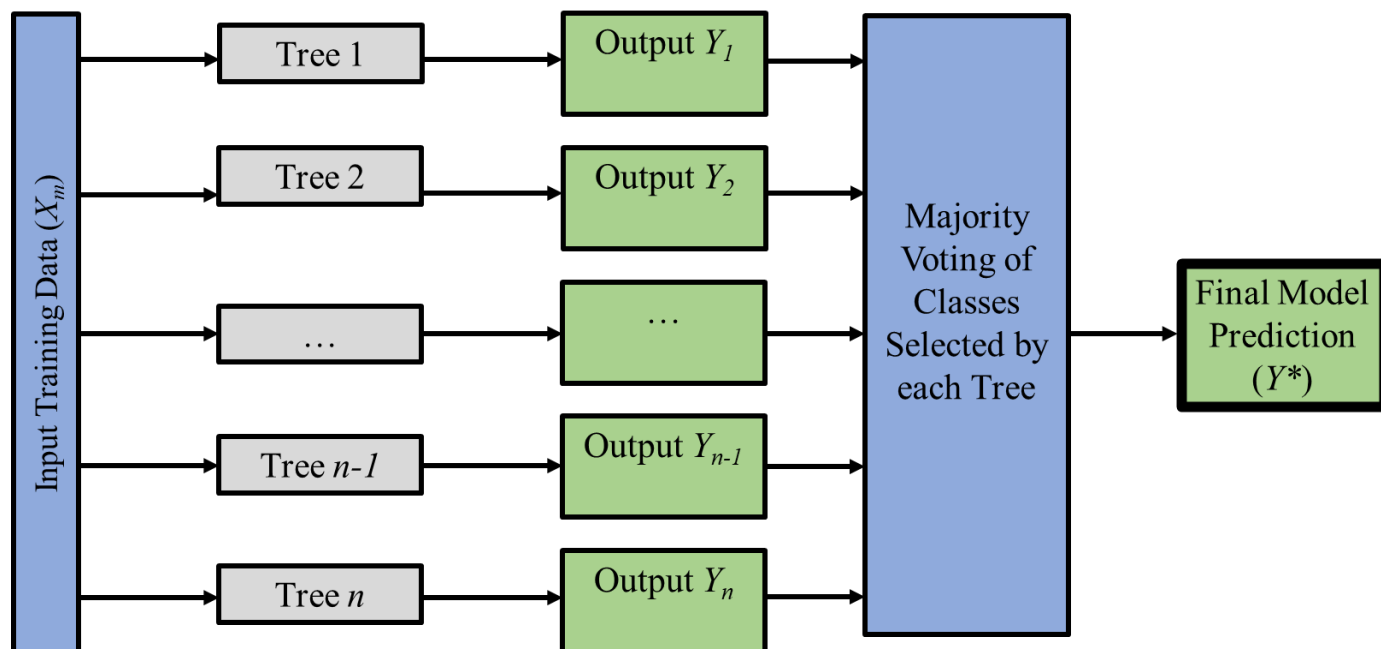 Input Training Data (Xm)
Tree 1
Output Y1
Tree 2
Output Y2
...
...
Tree n-1
Output Yn-1
Tree n
Output Yn
Majority
Voting of
Classes
Selected by
each Tree
Final Model
Prediction
(Y*)